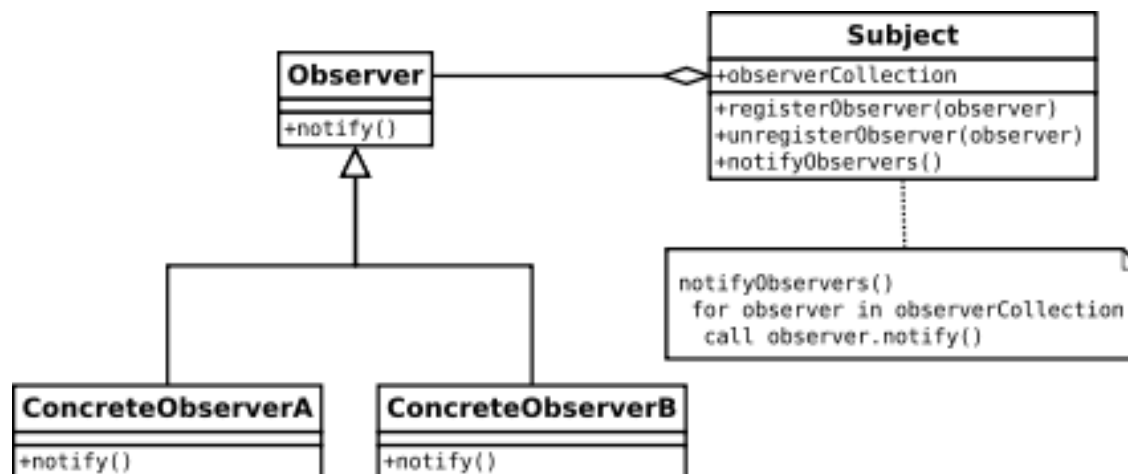 Observer
+notify()
Subject
+observerCollection
+registerObserver(observer)
+unregisterObserver(observer)
+notifyObservers()
notifyObservers()
for observer in observerCollection
call observer.notify()
ConcreteObserverA
+notify()
ConcreteObserverB
+notify()